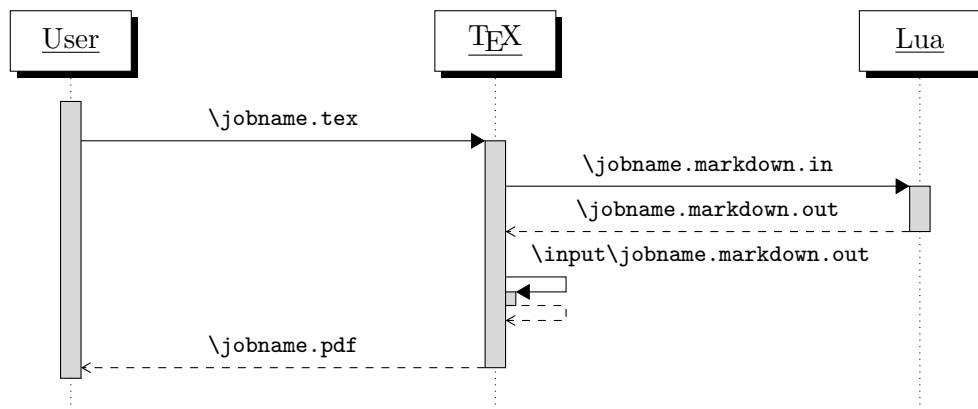 User
TEX
Lua
\jobname.tex
\jobname.markdown.in
\jobname.markdown.out
\input\jobname.markdown.out
\jobname.pdf